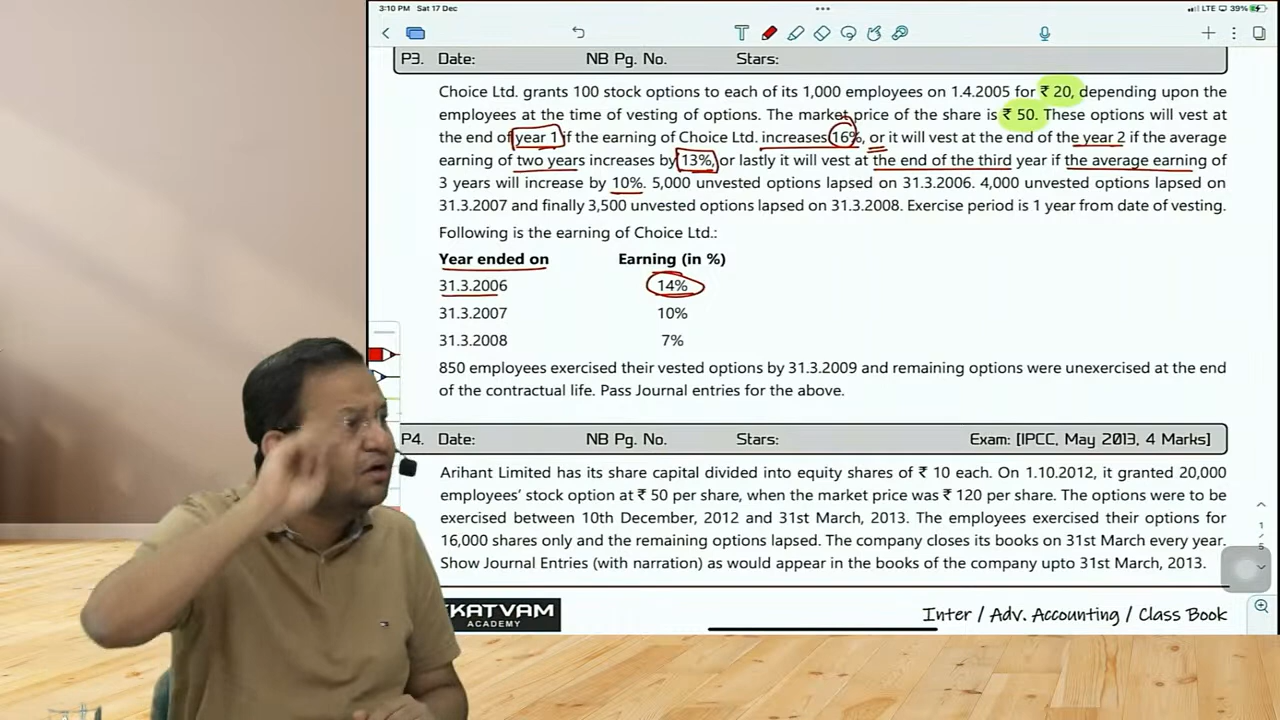 3:10 PM Sat 17 Dec
LTE 39%
P3. Date: NB Pg. No. Stars:
Choice Ltd. grants 100 stock options to each of its 1,000 employees on 1.4.2005 for ₹ 20, depending upon the
employees at the time of vesting of options. The market price of the share is ₹ 50. These options will vest at
the end of year 1 if the earning of Choice Ltd. increases 16%, or it will vest at the end of the year 2 if the average
earning of two years increases by 13%, or lastly it will vest at the end of the third year if the average earning of
3 years will increase by 10%. 5,000 unvested options lapsed on 31.3.2006. 4,000 unvested options lapsed on
31.3.2007 and finally 3,500 unvested options lapsed on 31.3.2008. Exercise period is 1 year from date of vesting.
Following is the earning of Choice Ltd.:
Year ended on Earning (in %)
31.3.2006 14%
31.3.2007 10%
31.3.2008 7%
850 employees exercised their vested options by 31.3.2009 and remaining options were unexercised at the end
of the contractual life. Pass Journal entries for the above.
P4. Date: NB Pg. No. Stars: Exam: [IPCC, May 2013, 4 Marks]
Arihant Limited has its share capital divided into equity shares of ₹ 10 each. On 1.10.2012, it granted 20,000
employees' stock option at ₹ 50 per share, when the market price was ₹ 120 per share. The options were to be
exercised between 10th December, 2012 and 31st March, 2013. The employees exercised their options for
16,000 shares only and the remaining options lapsed. The company closes its books on 31st March every year.
Show Journal Entries (with narration) as would appear in the books of the company upto 31st March, 2013.
KATVAM
ACADEMY
Inter / Adv. Accounting / Class Book
1
5